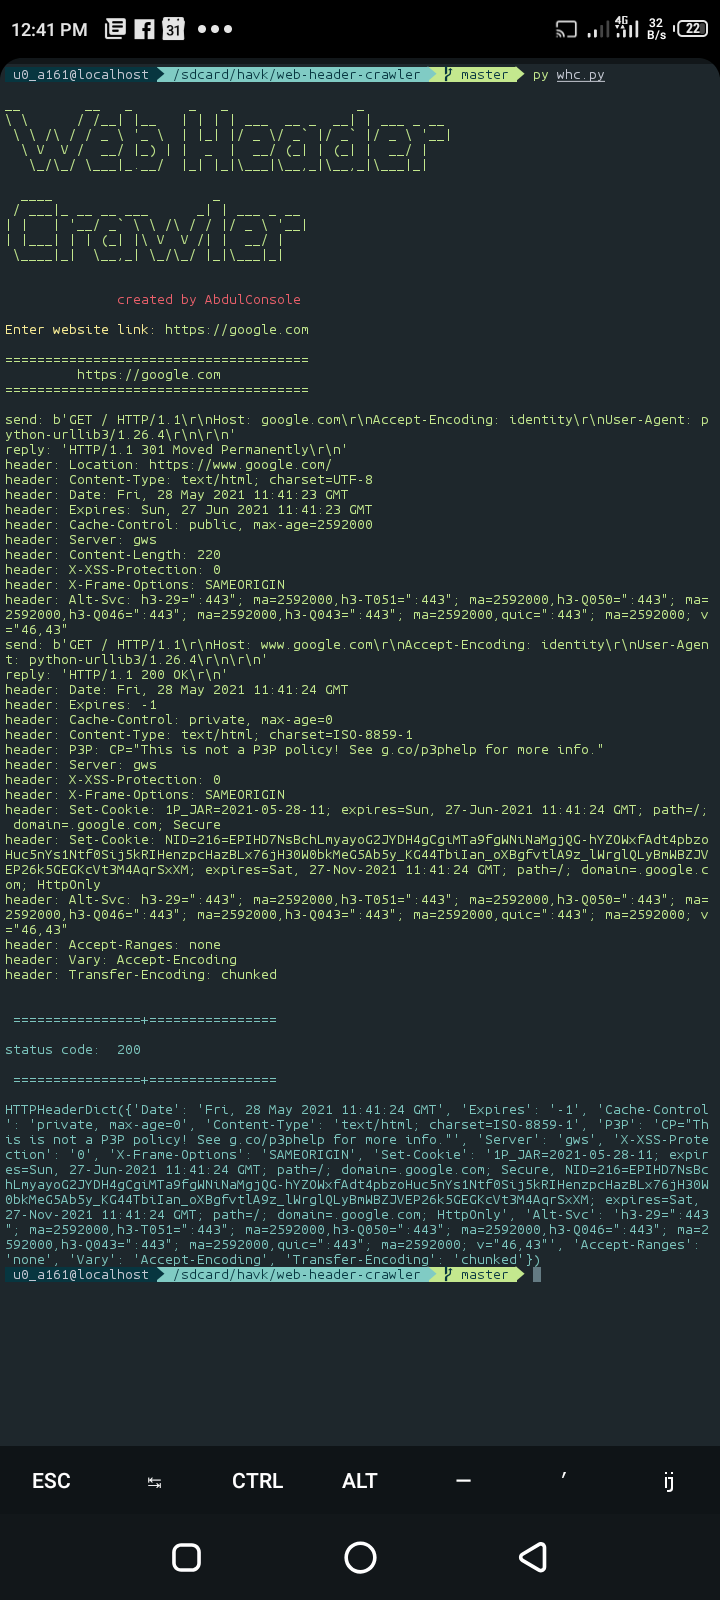 12:41 PM 31 4G 32 B/s 22
u0_a161@localhost /sdcard/havk/web-header-crawler master py whc.py
Web Header
Crawler
created by AbdulConsole
Enter website link: https://google.com
======================================
https://google.com
======================================
send: b'GET / HTTP/1.1\r\nHost: google.com\r\nAccept-Encoding: identity\r\nUser-Agent: p
ython-urllib3/1.26.4\r\n\r\n'
reply: 'HTTP/1.1 301 Moved Permanently\r\n'
header: Location: https://www.google.com/
header: Content-Type: text/html; charset=UTF-8
header: Date: Fri, 28 May 2021 11:41:23 GMT
header: Expires: Sun, 27 Jun 2021 11:41:23 GMT
header: Cache-Control: public, max-age=2592000
header: Server: gws
header: Content-Length: 220
header: X-XSS-Protection: 0
header: X-Frame-Options: SAMEORIGIN
header: Alt-Svc: h3-29=":443"; ma=2592000,h3-T051=":443"; ma=2592000,h3-Q050=":443"; ma=
2592000,h3-Q046=":443"; ma=2592000,h3-Q043=":443"; ma=2592000,quic=":443"; ma=2592000; v
="46,43"
send: b'GET / HTTP/1.1\r\nHost: www.google.com\r\nAccept-Encoding: identity\r\nUser-Agen
t: python-urllib3/1.26.4\r\n\r\n'
reply: 'HTTP/1.1 200 OK\r\n'
header: Date: Fri, 28 May 2021 11:41:24 GMT
header: Expires: -1
header: Cache-Control: private, max-age=0
header: Content-Type: text/html; charset=ISO-8859-1
header: P3P: CP="This is not a P3P policy! See g.co/p3phelp for more info."
header: Server: gws
header: X-XSS-Protection: 0
header: X-Frame-Options: SAMEORIGIN
header: Set-Cookie: 1P_JAR=2021-05-28-11; expires=Sun, 27-Jun-2021 11:41:24 GMT; path=/;
domain=.google.com; Secure
header: Set-Cookie: NID=216=EPIHD7NsBchLmyayoG2JYDH4gCgiMTa9fgWNiNaMgjQG-hYZOWxfAdt4pbzo
Huc5nYs1Ntf0Sij5kRIHenzpcHazBLx76jH30W0bkMeG5Ab5y_KG44TbiIan_oXBgfvtlA9z_lWrglQLyBmWBZJV
EP26k5GEGKcVt3M4AqrSxXM; expires=Sat, 27-Nov-2021 11:41:24 GMT; path=/; domain=.google.c
om; HttpOnly
header: Alt-Svc: h3-29=":443"; ma=2592000,h3-T051=":443"; ma=2592000,h3-Q050=":443"; ma=
2592000,h3-Q046=":443"; ma=2592000,h3-Q043=":443"; ma=2592000,quic=":443"; ma=2592000; v
="46,43"
header: Accept-Ranges: none
header: Vary: Accept-Encoding
header: Transfer-Encoding: chunked
================+================
status code:  200
================+================
HTTPHeaderDict({'Date': 'Fri, 28 May 2021 11:41:24 GMT', 'Expires': '-1', 'Cache-Control
': 'private, max-age=0', 'Content-Type': 'text/html; charset=ISO-8859-1', 'P3P': 'CP="Th
is is not a P3P policy! See g.co/p3phelp for more info."', 'Server': 'gws', 'X-XSS-Prote
ction': '0', 'X-Frame-Options': 'SAMEORIGIN', 'Set-Cookie': '1P_JAR=2021-05-28-11; expir
es=Sun, 27-Jun-2021 11:41:24 GMT; path=/; domain=.google.com; Secure, NID=216=EPIHD7NsBc
hLmyayoG2JYDH4gCgiMTa9fgWNiNaMgjQG-hYZOWxfAdt4pbzoHuc5nYs1Ntf0Sij5kRIHenzpcHazBLx76jH30W
0bkMeG5Ab5y_KG44TbiIan_oXBgfvtlA9z_lWrglQLyBmWBZJVEP26k5GEGKcVt3M4AqrSxXM; expires=Sat,
27-Nov-2021 11:41:24 GMT; path=/; domain=.google.com; HttpOnly', 'Alt-Svc': 'h3-29=":443
"; ma=2592000,h3-T051=":443"; ma=2592000,h3-Q050=":443"; ma=2592000,h3-Q046=":443"; ma=2
592000,h3-Q043=":443"; ma=2592000,quic=":443"; ma=2592000; v="46,43"', 'Accept-Ranges':
'none', 'Vary': 'Accept-Encoding', 'Transfer-Encoding': 'chunked'})
u0_a161@localhost /sdcard/havk/web-header-crawler master
ESC ↹ CTRL ALT — ′ ij